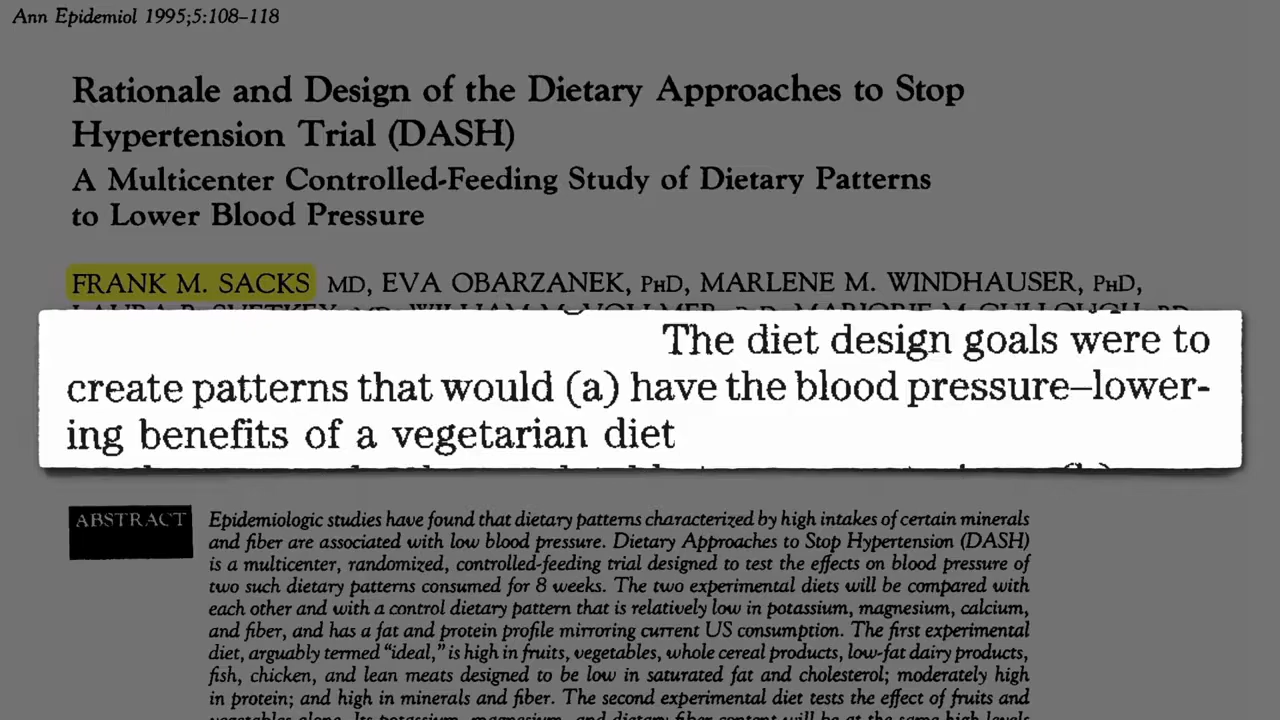 Ann Epidemiol 1995;5:108–118
Rationale and Design of the Dietary Approaches to Stop
Hypertension Trial (DASH)
A Multicenter Controlled-Feeding Study of Dietary Patterns
to Lower Blood Pressure
FRANK M. SACKS MD, EVA OBARZANEK, PHD, MARLENE M. WINDHAUSER, PHD,
The diet design goals were to
create patterns that would (a) have the blood pressure–lower-
ing benefits of a vegetarian diet
ABSTRACT
Epidemiologic studies have found that dietary patterns characterized by high intakes of certain minerals
and fiber are associated with low blood pressure. Dietary Approaches to Stop Hypertension (DASH)
is a multicenter, randomized, controlled-feeding trial designed to test the effects on blood pressure of
two such dietary patterns consumed for 8 weeks. The two experimental diets will be compared with
each other and with a control dietary pattern that is relatively low in potassium, magnesium, calcium,
and fiber, and has a fat and protein profile mirroring current US consumption. The first experimental
diet, arguably termed “ideal,” is high in fruits, vegetables, whole cereal products, low-fat dairy products,
fish, chicken, and lean meats designed to be low in saturated fat and cholesterol; moderately high
in protein; and high in minerals and fiber. The second experimental diet tests the effect of fruits and